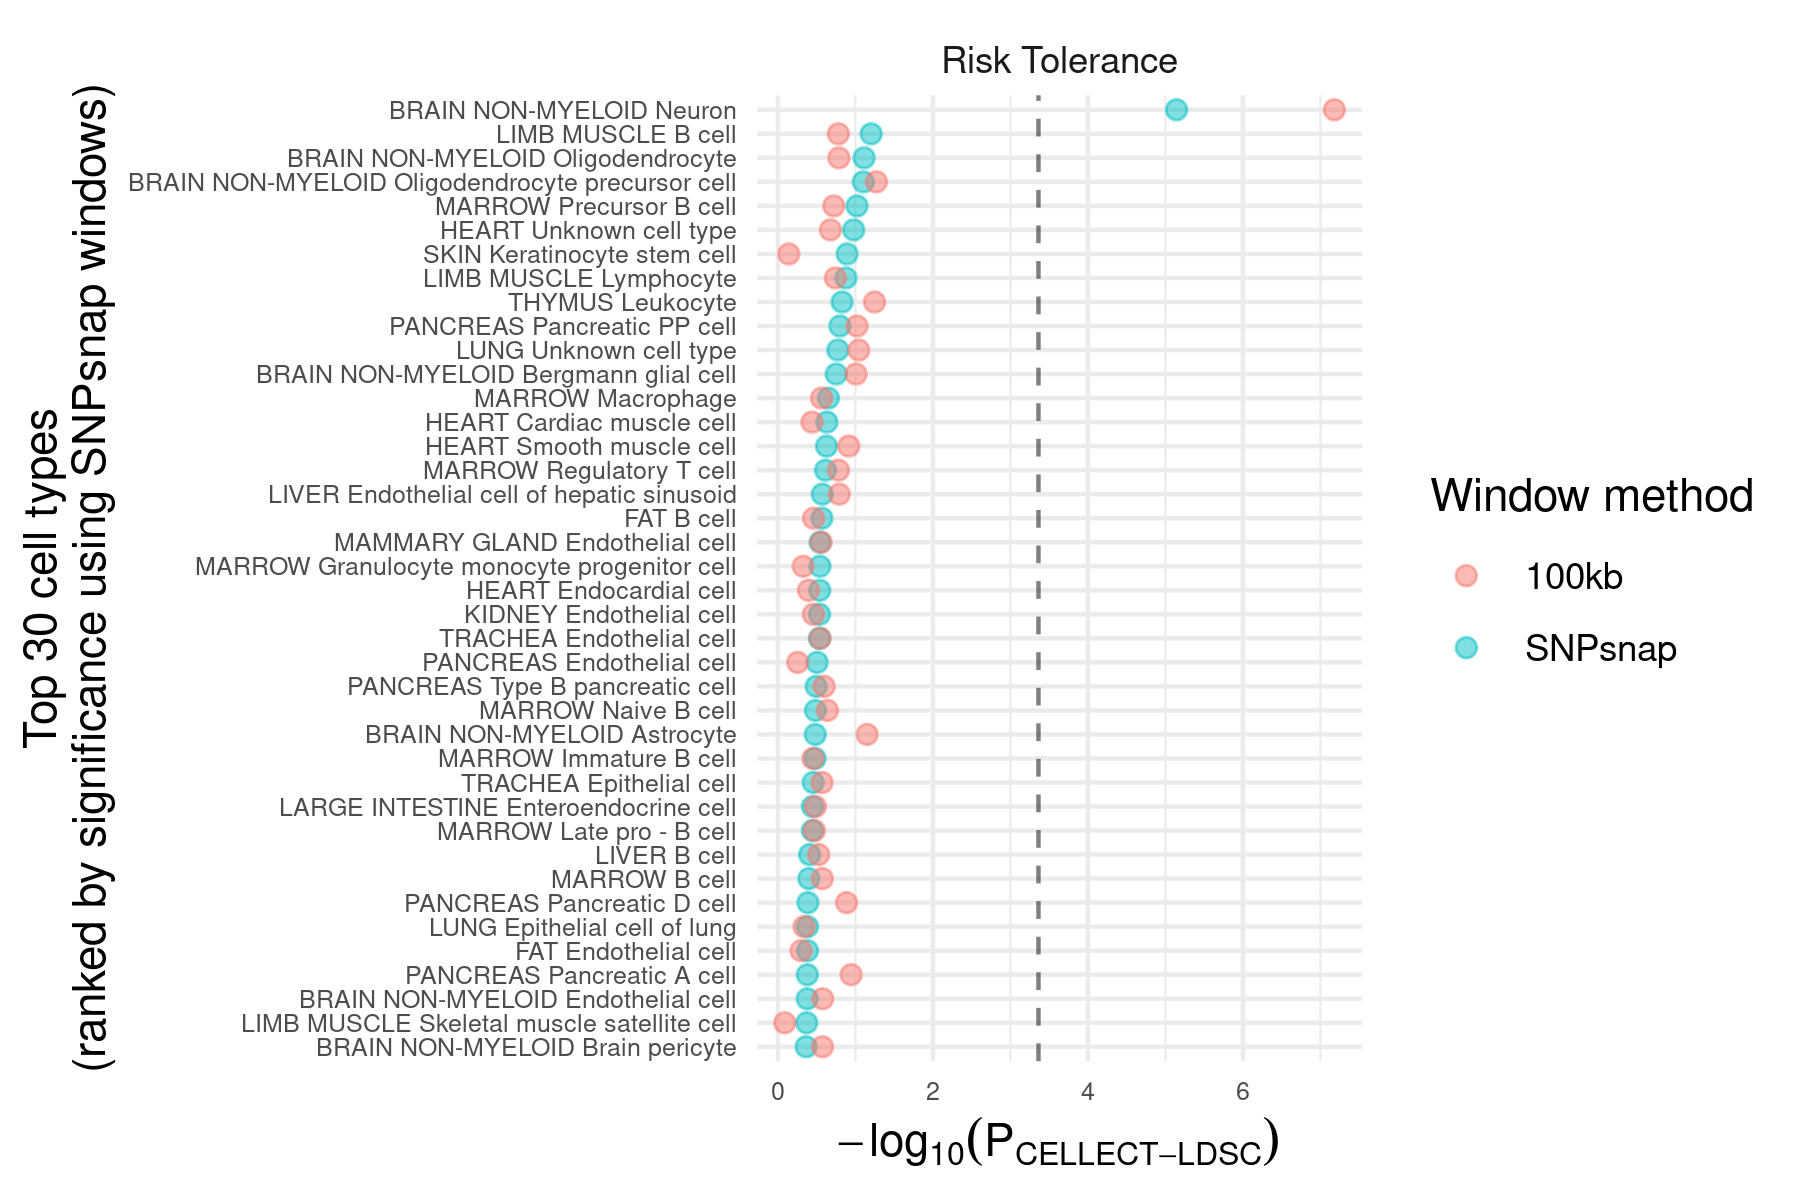 Risk Tolerance
Top 30 cell types
(ranked by significance using SNPsnap windows)
BRAIN NON-MYELOID Neuron
LIMB MUSCLE B cell
BRAIN NON-MYELOID Oligodendrocyte
BRAIN NON-MYELOID Oligodendrocyte precursor cell
MARROW Precursor B cell
HEART Unknown cell type
SKIN Keratinocyte stem cell
LIMB MUSCLE Lymphocyte
THYMUS Leukocyte
PANCREAS Pancreatic PP cell
LUNG Unknown cell type
BRAIN NON-MYELOID Bergmann glial cell
MARROW Macrophage
HEART Cardiac muscle cell
HEART Smooth muscle cell
MARROW Regulatory T cell
LIVER Endothelial cell of hepatic sinusoid
FAT B cell
MAMMARY GLAND Endothelial cell
MARROW Granulocyte monocyte progenitor cell
HEART Endocardial cell
KIDNEY Endothelial cell
TRACHEA Endothelial cell
PANCREAS Endothelial cell
PANCREAS Type B pancreatic cell
MARROW Naive B cell
BRAIN NON-MYELOID Astrocyte
MARROW Immature B cell
TRACHEA Epithelial cell
LARGE INTESTINE Enteroendocrine cell
MARROW Late pro - B cell
LIVER B cell
MARROW B cell
PANCREAS Pancreatic D cell
LUNG Epithelial cell of lung
FAT Endothelial cell
PANCREAS Pancreatic A cell
BRAIN NON-MYELOID Endothelial cell
LIMB MUSCLE Skeletal muscle satellite cell
BRAIN NON-MYELOID Brain pericyte
0 2 4 6
−log10(PCELLECT−LDSC)
Window method
100kb
SNPsnap